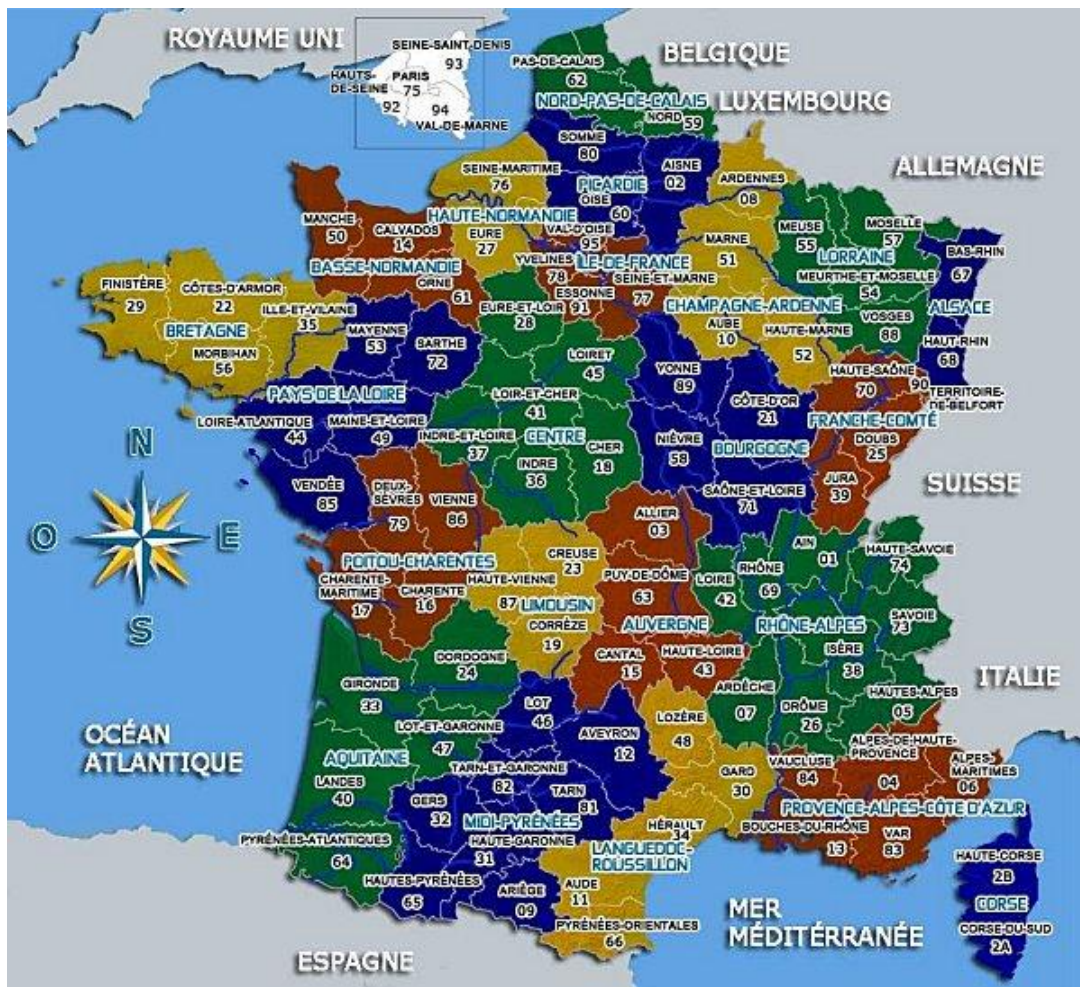 ROYAUME UNI
SEINE-SAINT-DENIS
93
HAUTS-
DE-SEINE
92
PARIS
75
94
VAL-DE-MARNE
BELGIQUE
LUXEMBOURG
ALLEMAGNE
PAS-DE-CALAIS
62
NORD-PAS-DE-CALAIS
NORD
59
SOMME
80
AISNE
02
PICARDIE
OISE
60
SEINE-MARITIME
76
HAUTE-NORMANDIE
EURE
27
ARDENNES
08
MARNE
51
CHAMPAGNE-ARDENNE
AUBE
10
HAUTE-MARNE
52
MEUSE
55
MOSELLE
57
LORRAINE
MEURTHE-ET-MOSELLE
54
VOSGES
88
BAS-RHIN
67
ALSACE
HAUT-RHIN
68
MANCHE
50
CALVADOS
14
BASSE-NORMANDIE
ORNE
61
VAL-D'OISE
95
YVELINES
78
ÎLE-DE-FRANCE
SEINE-ET-MARNE
77
ESSONNE
91
FINISTÈRE
29
CÔTES-D'ARMOR
22
ILLE-ET-VILAINE
35
BRETAGNE
MORBIHAN
56
MAYENNE
53
SARTHE
72
PAYS DE LA LOIRE
LOIRE-ATLANTIQUE
44
MAINE-ET-LOIRE
49
VENDÉE
85
EURE-ET-LOIR
28
LOIRET
45
LOIR-ET-CHER
41
INDRE-ET-LOIRE
37
CENTRE
CHER
18
INDRE
36
YONNE
89
CÔTE-D'OR
21
NIÈVRE
58
BOURGOGNE
SAÔNE-ET-LOIRE
71
HAUTE-SAÔNE
70
90
TERRITOIRE-
DE-BELFORT
FRANCHE-COMTÉ
DOUBS
25
JURA
39
SUISSE
N
O
E
S
DEUX-
SÈVRES
79
VIENNE
86
POITOU-CHARENTES
CHARENTE-
MARITIME
17
CHARENTE
16
CREUSE
23
HAUTE-VIENNE
87
LIMOUSIN
CORRÈZE
19
ALLIER
03
PUY-DE-DÔME
63
AUVERGNE
CANTAL
15
HAUTE-LOIRE
43
AIN
01
HAUTE-SAVOIE
74
LOIRE
42
RHÔNE
69
RHÔNE-ALPES
SAVOIE
73
ISÈRE
38
ARDÈCHE
07
DRÔME
26
ITALIE
OCÉAN
ATLANTIQUE
DORDOGNE
24
GIRONDE
33
LOT-ET-GARONNE
47
AQUITAINE
LANDES
40
PYRÉNÉES-ATLANTIQUES
64
LOT
46
AVEYRON
12
TARN-ET-GARONNE
82
TARN
81
GERS
32
MIDI-PYRÉNÉES
HAUTE-GARONNE
31
HAUTES-PYRÉNÉES
65
ARIÈGE
09
LOZÈRE
48
GARD
30
HÉRAULT
34
LANGUEDOC-
ROUSSILLON
AUDE
11
PYRÉNÉES-ORIENTALES
66
HAUTES-ALPES
05
ALPES-DE-HAUTE-
PROVENCE
04
ALPES-
MARITIMES
06
VAUCLUSE
84
PROVENCE-ALPES-CÔTE D'AZUR
BOUCHES-DU-RHÔNE
13
VAR
83
HAUTE-CORSE
2B
CORSE
CORSE-DU-SUD
2A
MER
MÉDITÉRRANÉE
ESPAGNE